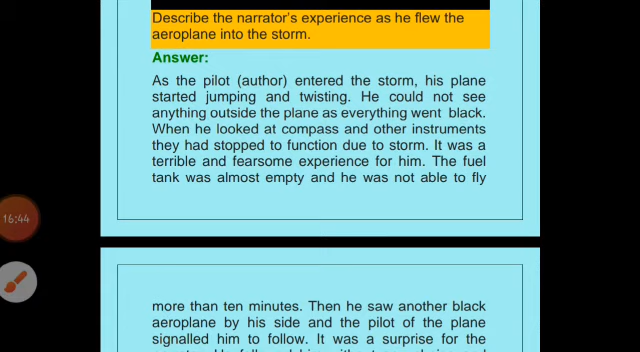 Describe the narrator's experience as he flew the
aeroplane into the storm.
Answer:
As the pilot (author) entered the storm, his plane
started jumping and twisting. He could not see
anything outside the plane as everything went black.
When he looked at compass and other instruments
they had stopped to function due to storm. It was a
terrible and fearsome experience for him. The fuel
tank was almost empty and he was not able to fly
16:44
more than ten minutes. Then he saw another black
aeroplane by his side and the pilot of the plane
signalled him to follow. It was a surprise for the